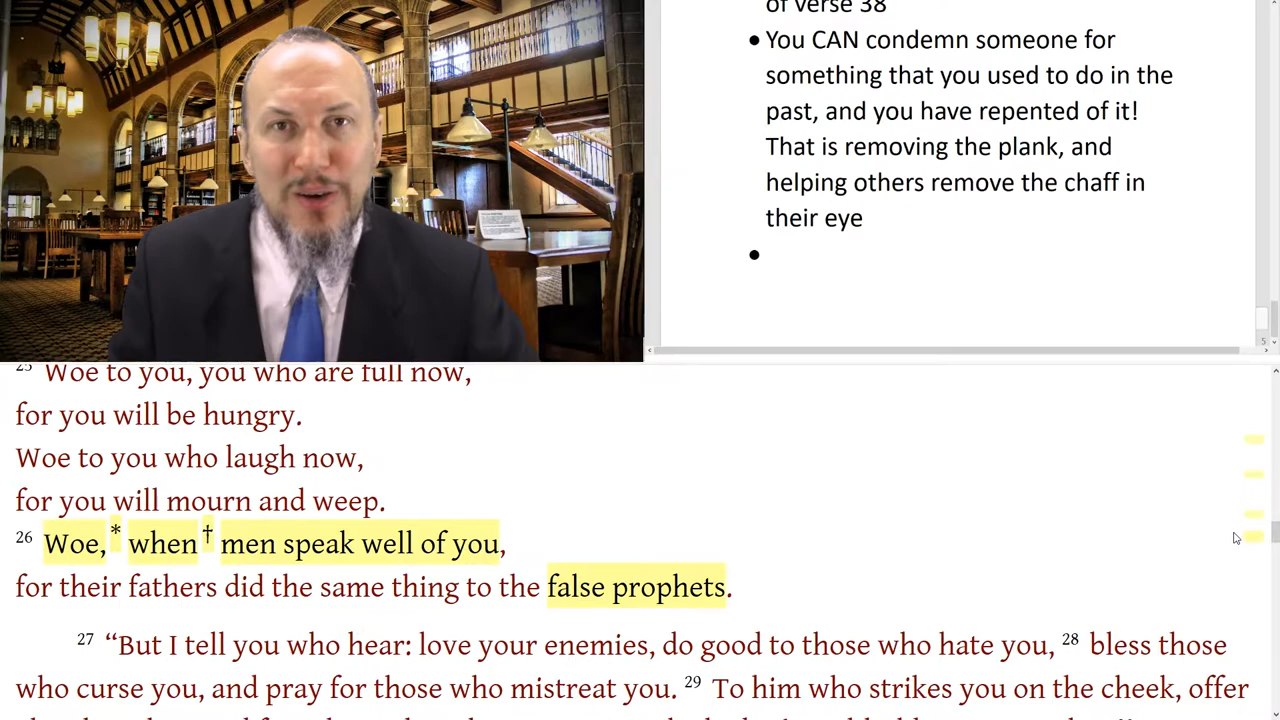 of verse 38
• You CAN condemn someone for
something that you used to do in the
past, and you have repented of it!
That is removing the plank, and
helping others remove the chaff in
their eye
•
5
25 Woe to you, you who are full now,
for you will be hungry.
Woe to you who laugh now,
for you will mourn and weep.
26 Woe,* when† men speak well of you,
for their fathers did the same thing to the false prophets.
27 “But I tell you who hear: love your enemies, do good to those who hate you, 28 bless those
who curse you, and pray for those who mistreat you. 29 To him who strikes you on the cheek, offer